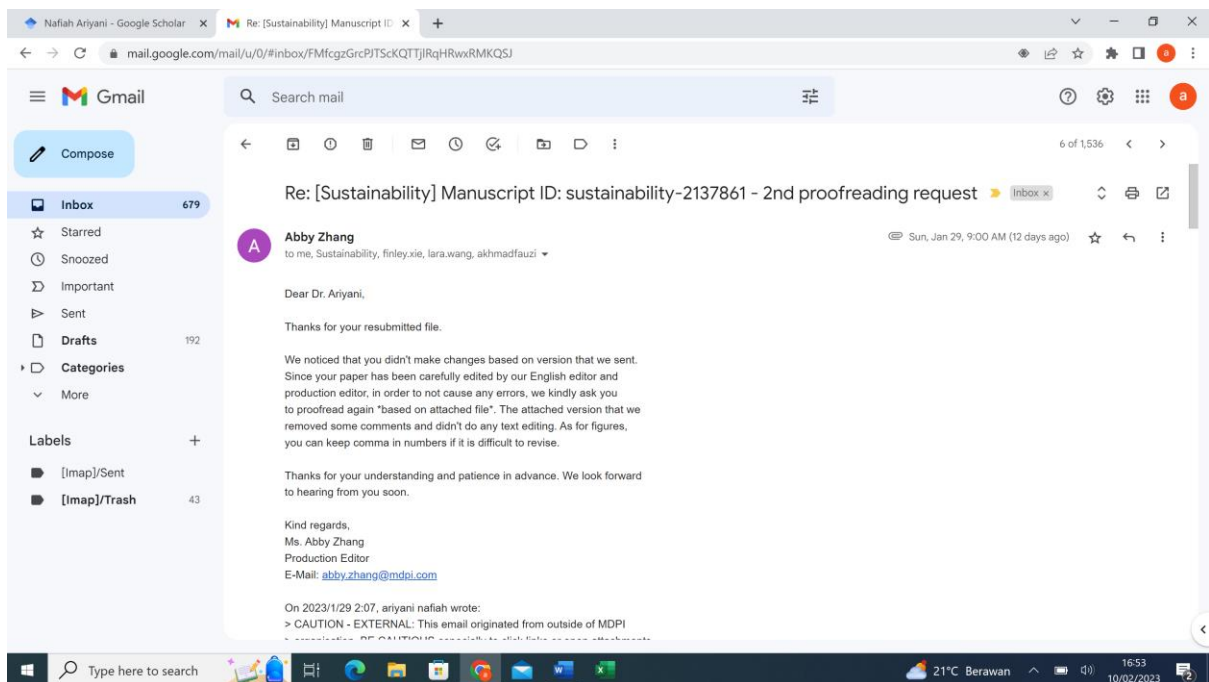 Nafiah Ariyani - Google Scholar
Re: [Sustainability] Manuscript ID
mail.google.com/mail/u/0/#inbox/FMfcgzGrcPJTScKQTTjlRqHRwxRMKQSJ
a
Gmail
Search mail
a
Compose
6 of 1,536
Inbox 679
Starred
Snoozed
Important
Sent
Drafts 192
Categories
More
Labels
[Imap]/Sent
[Imap]/Trash 43
Re: [Sustainability] Manuscript ID: sustainability-2137861 - 2nd proofreading request
Inbox x
A
Abby Zhang
Sun, Jan 29, 9:00 AM (12 days ago)
to me, Sustainability, finley.xie, lara.wang, akhmadfauzi
Dear Dr. Ariyani,
Thanks for your resubmitted file.
We noticed that you didn't make changes based on version that we sent.
Since your paper has been carefully edited by our English editor and
production editor, in order to not cause any errors, we kindly ask you
to proofread again *based on attached file*. The attached version that we
removed some comments and didn't do any text editing. As for figures,
you can keep comma in numbers if it is difficult to revise.
Thanks for your understanding and patience in advance. We look forward
to hearing from you soon.
Kind regards,
Ms. Abby Zhang
Production Editor
E-Mail: abby.zhang@mdpi.com
On 2023/1/29 2:07, ariyani nafiah wrote:
> CAUTION - EXTERNAL: This email originated from outside of MDPI
Type here to search
21°C Berawan
16:53
10/02/2023
2